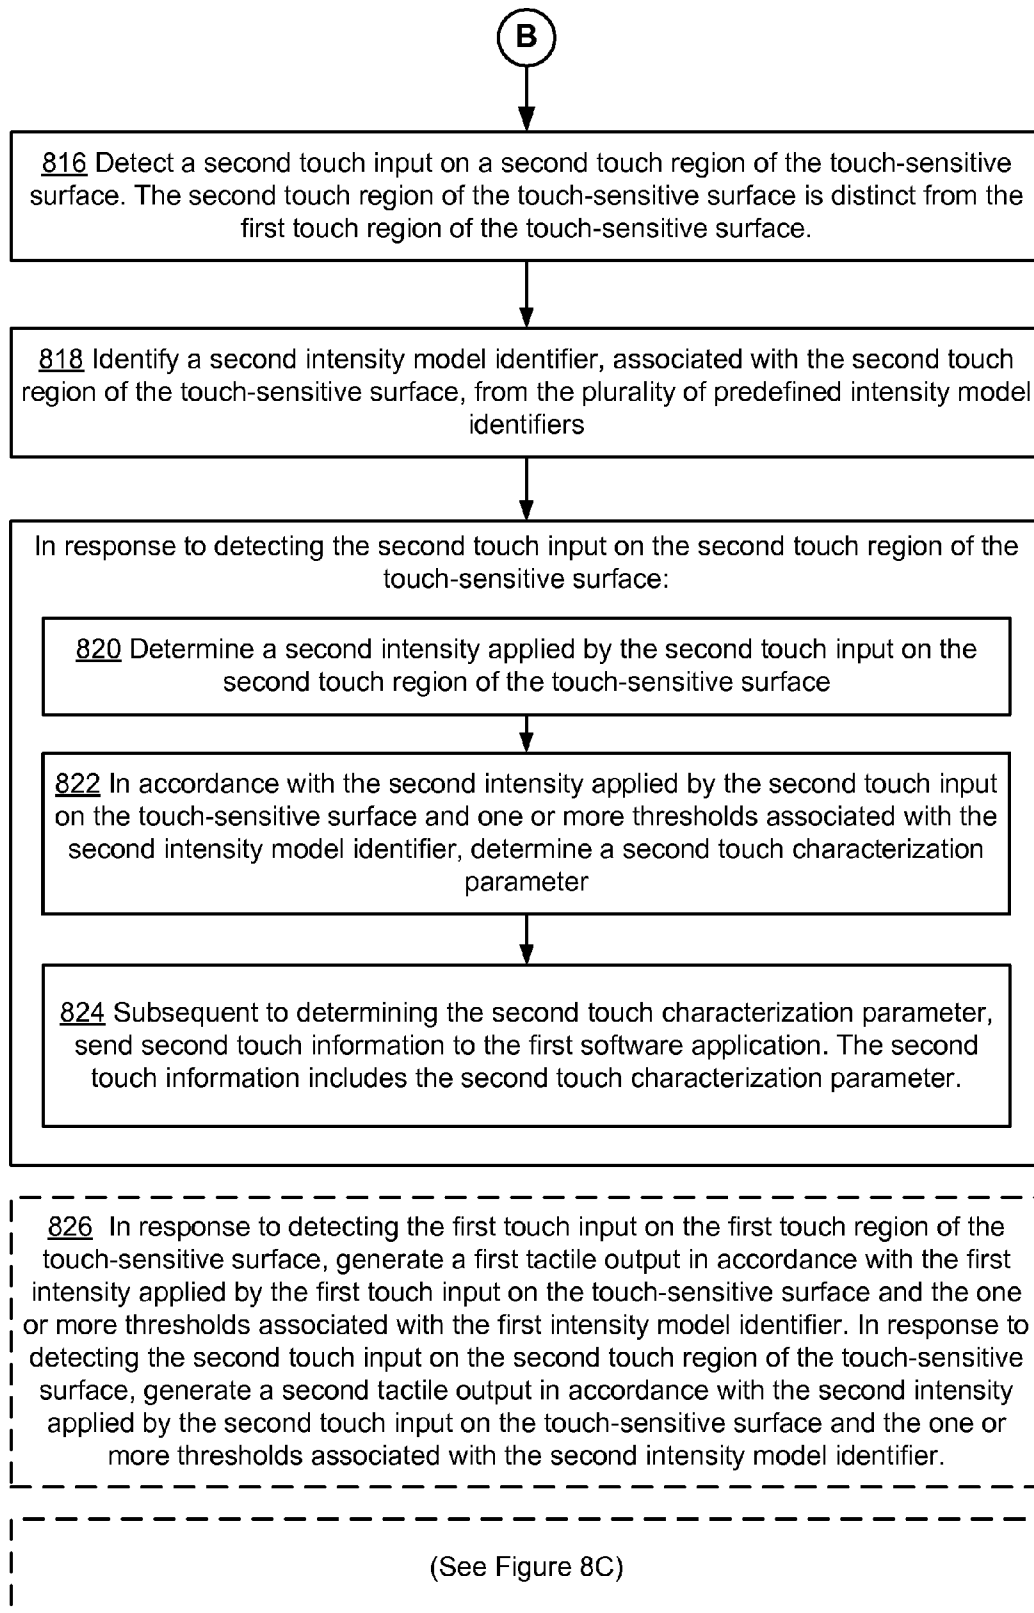 B
816 Detect a second touch input on a second touch region of the touch-sensitive
surface. The second touch region of the touch-sensitive surface is distinct from the
first touch region of the touch-sensitive surface.
818 Identify a second intensity model identifier, associated with the second touch
region of the touch-sensitive surface, from the plurality of predefined intensity model
identifiers
In response to detecting the second touch input on the second touch region of the
touch-sensitive surface:
820 Determine a second intensity applied by the second touch input on the
second touch region of the touch-sensitive surface
822 In accordance with the second intensity applied by the second touch input
on the touch-sensitive surface and one or more thresholds associated with the
second intensity model identifier, determine a second touch characterization
parameter
824 Subsequent to determining the second touch characterization parameter,
send second touch information to the first software application. The second
touch information includes the second touch characterization parameter.
826 In response to detecting the first touch input on the first touch region of the
touch-sensitive surface, generate a first tactile output in accordance with the first
intensity applied by the first touch input on the touch-sensitive surface and the one
or more thresholds associated with the first intensity model identifier. In response to
detecting the second touch input on the second touch region of the touch-sensitive
surface, generate a second tactile output in accordance with the second intensity
applied by the second touch input on the touch-sensitive surface and the one or
more thresholds associated with the second intensity model identifier.
(See Figure 8C)